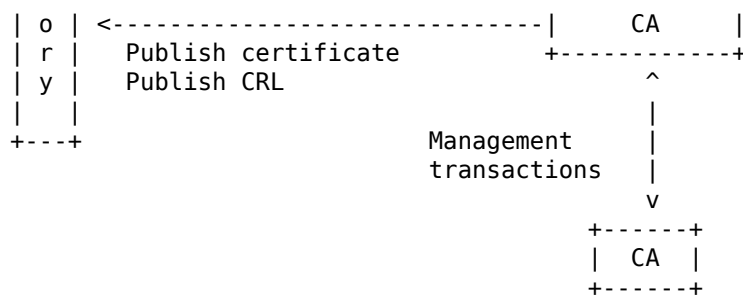 | o | <------------------------------|     CA     |
| r |   Publish certificate          +------------+
| y |   Publish CRL                         ^
|   |                                       |
+---+                        Management     |
                             transactions   |
                                            v
                                        +------+
                                        |  CA  |
                                        +------+